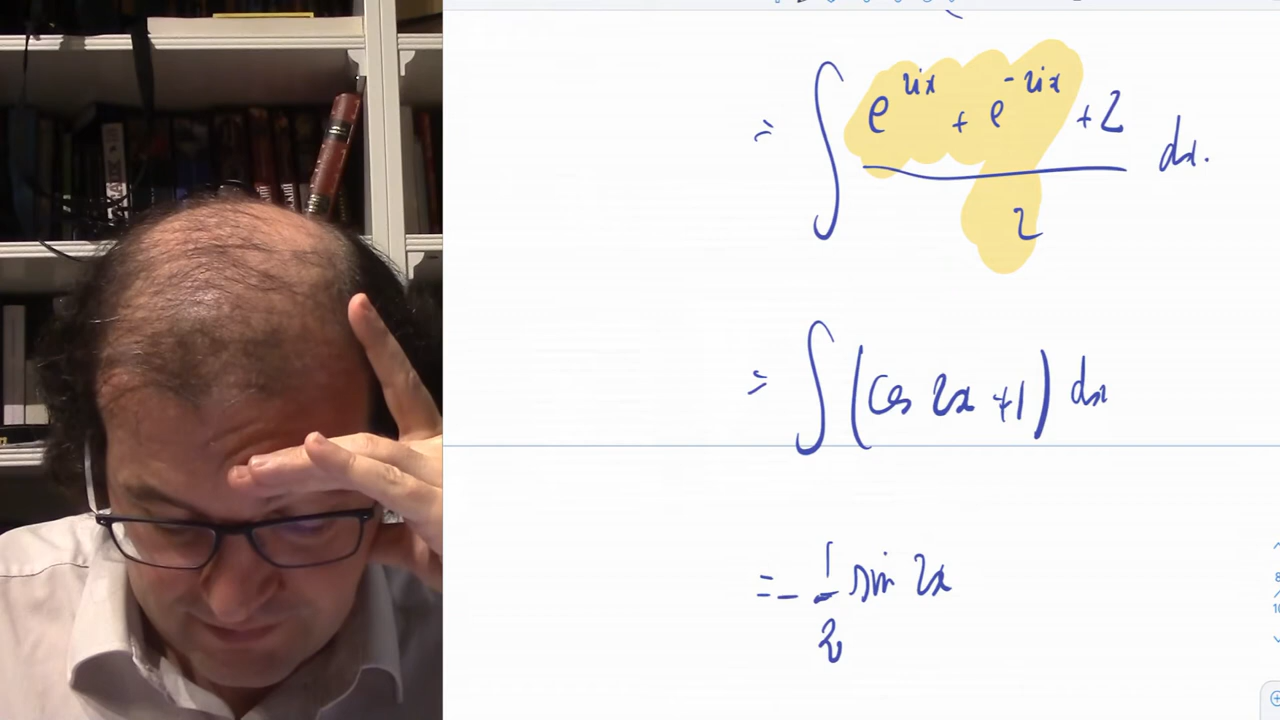 = ∫ (e^{2ix} + e^{-2ix} + 2)/2 dx.
= ∫ (cos 2x + 1) dx
= - 1/2 sin 2x